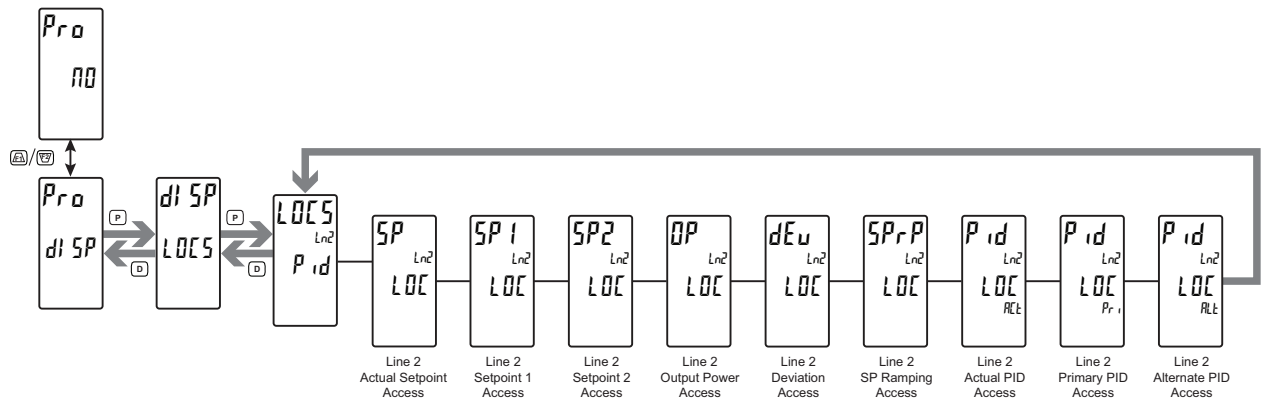 Pro
NO
Pro
dISP
P
D
dISP
LOCS
P
D
LOCS
Ln2
Pid
SP
Ln2
LOC
Line 2
Actual Setpoint
Access
SP1
Ln2
LOC
Line 2
Setpoint 1
Access
SP2
Ln2
LOC
Line 2
Setpoint 2
Access
OP
Ln2
LOC
Line 2
Output Power
Access
dEv
Ln2
LOC
Line 2
Deviation
Access
SPrP
Ln2
LOC
Line 2
SP Ramping
Access
Pid
Ln2
LOC
ACt
Line 2
Actual PID
Access
Pid
Ln2
LOC
Pri
Line 2
Primary PID
Access
Pid
Ln2
LOC
ALt
Line 2
Alternate PID
Access